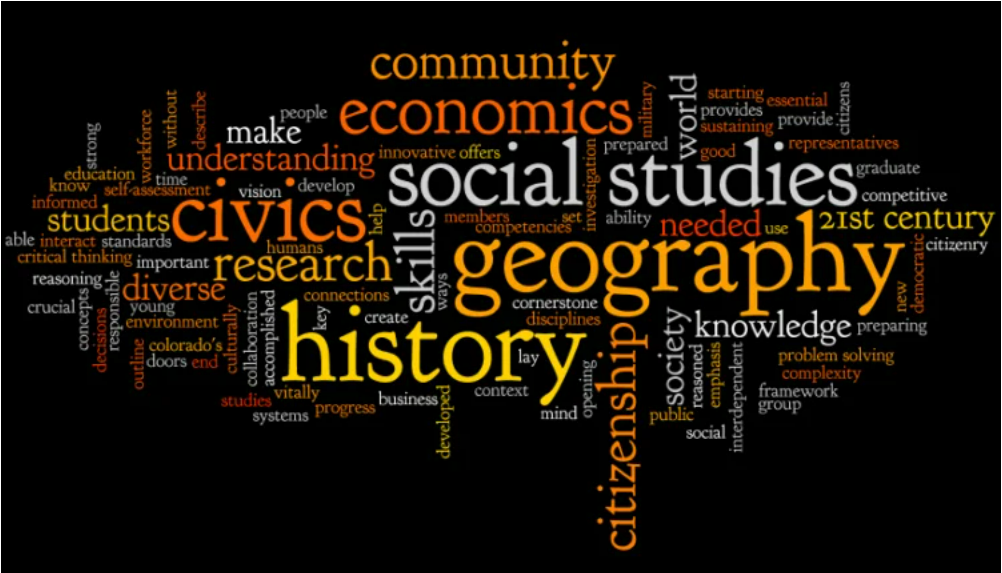 community
economics
social studies
geography
history
civics
citizenship
research
skills
understanding
world
make
people
military
starting
essential
provides
provide
citizens
sustaining
representatives
good
prepared
innovative
offers
investigation
graduate
competitive
21st century
needed
use
ability
set
members
competencies
citizenry
democratic
new
strong
workforce
without
describe
education
time
know
self-assessment
informed
vision
develop
help
students
able
interact
standards
humans
critical thinking
important
reasoning
diverse
crucial
concepts
responsible
young
environment
decisions
outline
colorado's
doors
end
culturally
collaboration
accomplished
connections
key
create
ways
cornerstone
disciplines
lay
context
opening
mind
business
developed
progress
vitally
studies
systems
society
knowledge
preparing
reasoned
emphasis
interdependent
problem solving
complexity
framework
group
public
social